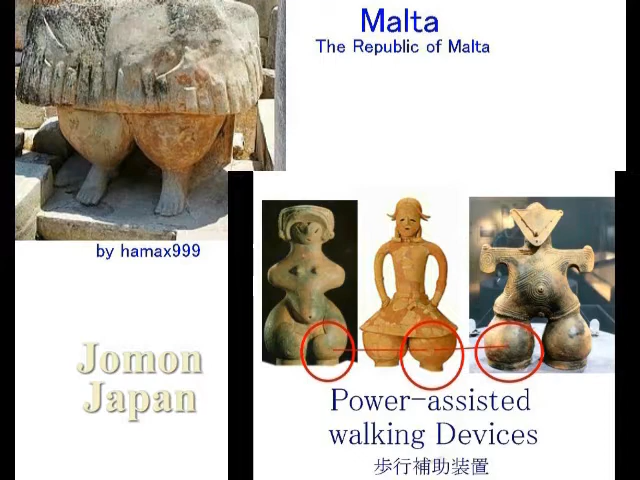 Malta
The Republic of Malta
by hamax999
Jomon
Japan
Power-assisted
walking Devices
歩行補助装置